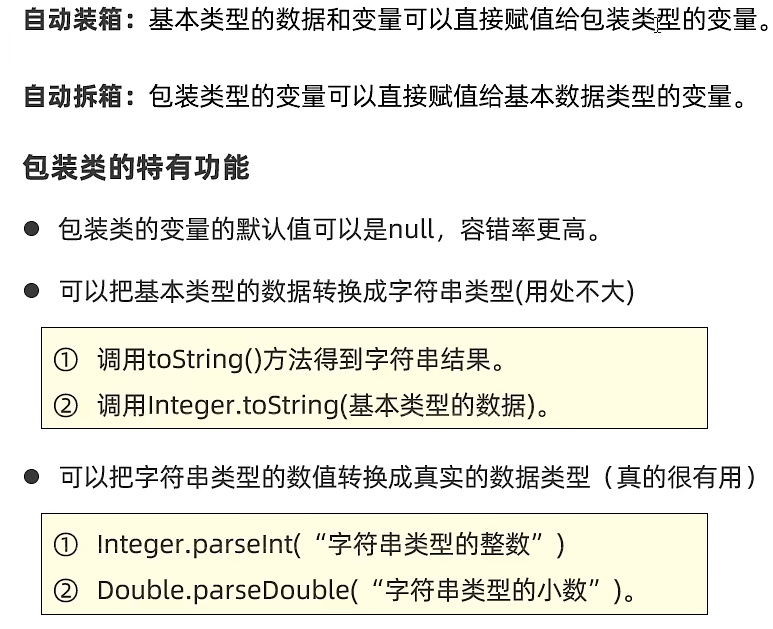 自动装箱：基本类型的数据和变量可以直接赋值给包装类型的变量。
自动拆箱：包装类型的变量可以直接赋值给基本数据类型的变量。
包装类的特有功能
● 包装类的变量的默认值可以是null，容错率更高。
● 可以把基本类型的数据转换成字符串类型(用处不大)
① 调用toString()方法得到字符串结果。
② 调用Integer.toString(基本类型的数据)。
● 可以把字符串类型的数值转换成真实的数据类型（真的很有用）
① Integer.parseInt(“字符串类型的整数”)
② Double.parseDouble(“字符串类型的小数”)。